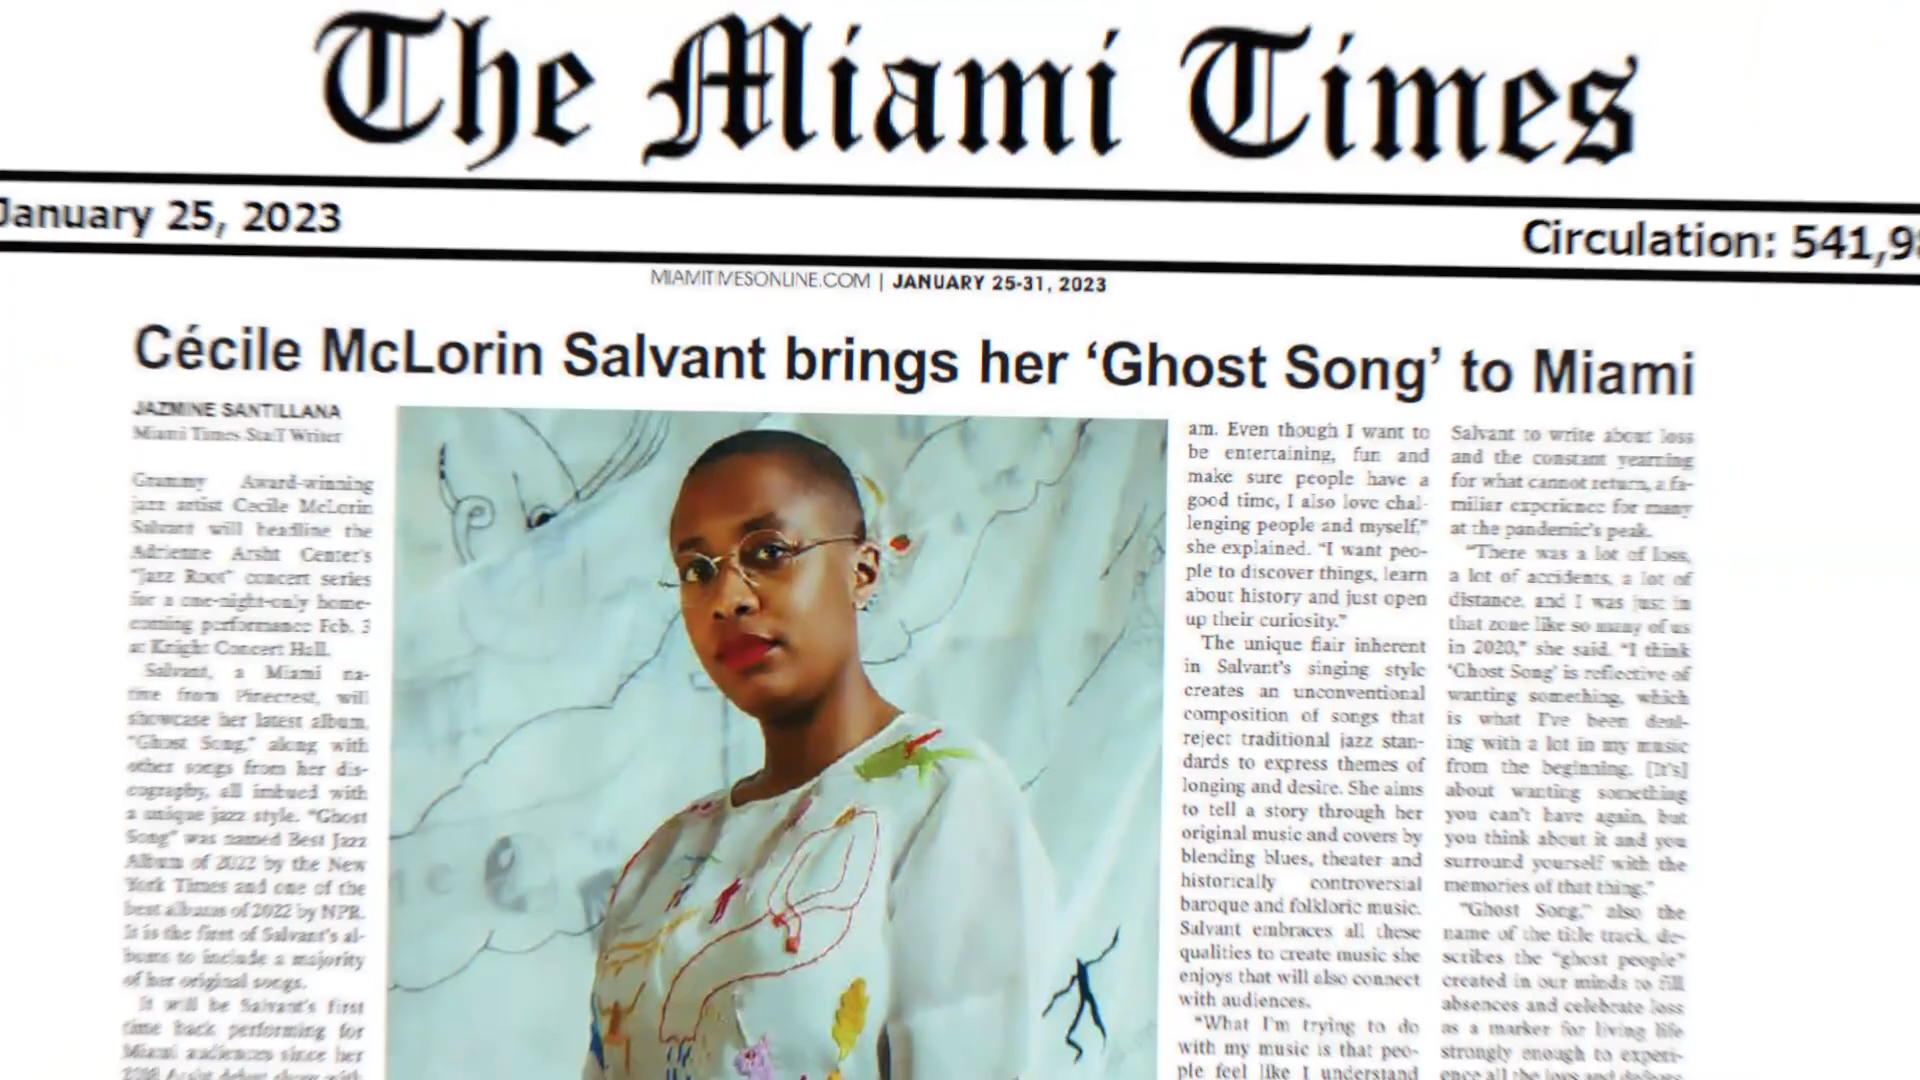 The Miami Times
January 25, 2023
Circulation: 541,98
MIAMITIMESONLINE.COM | JANUARY 25-31, 2023
Cécile McLorin Salvant brings her ‘Ghost Song’ to Miami
JAZMINE SANTILLANA
Miami Times Staff Writer
Grammy Award-winning
jazz artist Cecile McLorin
Salvant will headline the
Adrienne Arsht Center's
"Jazz Root" concert series
for a one-night-only home-
coming performance Feb. 3
at Knight Concert Hall.
Salvant, a Miami na-
tive from Pinecrest, will
showcase her latest album,
"Ghost Song," along with
other songs from her dis-
cography, all imbued with
a unique jazz style. "Ghost
Song" was named Best Jazz
Album of 2022 by the New
York Times and one of the
best albums of 2022 by NPR.
It is the first of Salvant's al-
bums to include a majority
of her original songs.
It will be Salvant's first
time back performing for
Miami audiences since her
am. Even though I want to
be entertaining, fun and
make sure people have a
good time, I also love chal-
lenging people and myself,"
she explained. "I want peo-
ple to discover things, learn
about history and just open
up their curiosity."
The unique flair inherent
in Salvant's singing style
creates an unconventional
composition of songs that
reject traditional jazz stan-
dards to express themes of
longing and desire. She aims
to tell a story through her
original music and covers by
blending blues, theater and
historically controversial
baroque and folkloric music.
Salvant embraces all these
qualities to create music she
enjoys that will also connect
with audiences.
"What I'm trying to do
with my music is that peo-
ple feel like I understand
Salvant to write about loss
and the constant yearning
for what cannot return, a fa-
miliar experience for many
at the pandemic's peak.
"There was a lot of loss,
a lot of accidents, a lot of
distance, and I was just in
that zone like so many of us
in 2020," she said. "I think
'Ghost Song' is reflective of
wanting something, which
is what I've been deal-
ing with a lot in my music
from the beginning. [It's]
about wanting something
you can't have again, but
you think about it and you
surround yourself with the
memories of that thing."
"Ghost Song," also the
name of the title track, de-
scribes the "ghost people"
created in our minds to fill
absences and celebrate loss
as a marker for living life
strongly enough to experi-
ence all the joys and